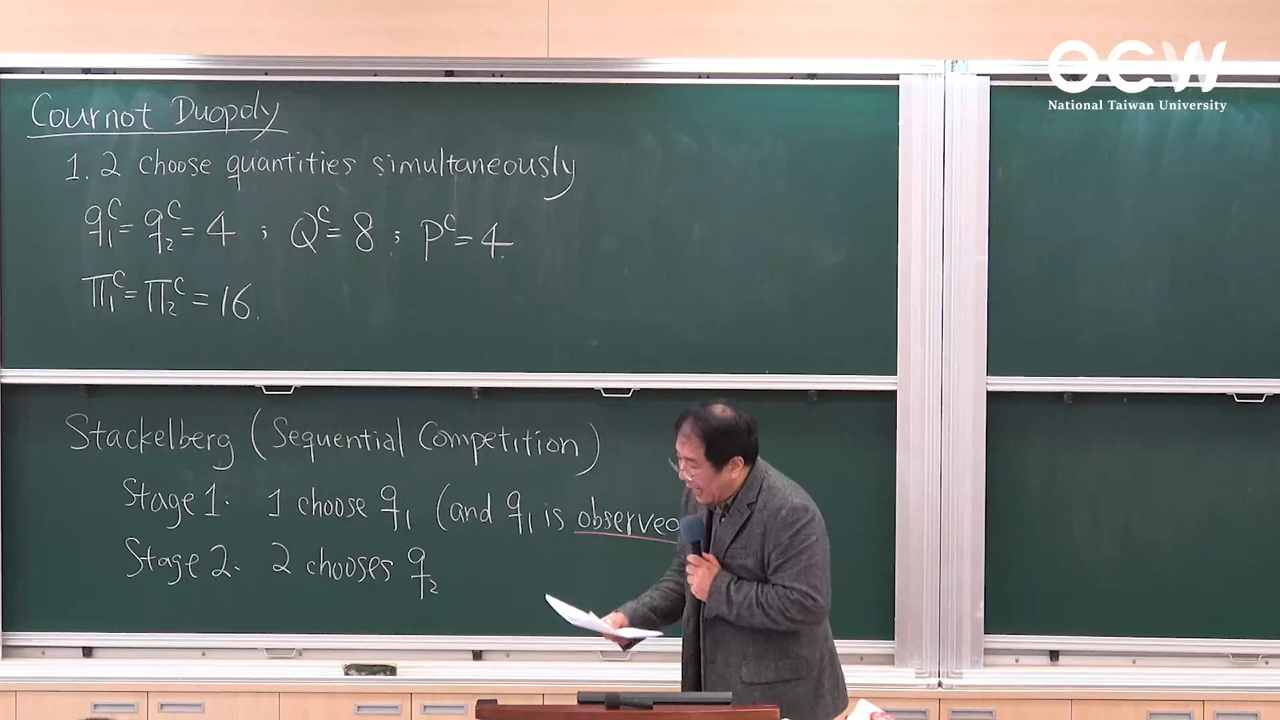 OCW
National Taiwan University
Cournot Duopoly
1. 2 choose quantities simultaneously
q₁ᶜ = q₂ᶜ = 4 ; Qᶜ = 8 ; Pᶜ = 4.
π₁ᶜ = π₂ᶜ = 16.
Stackelberg (Sequential Competition)
Stage 1. 1 choose q₁ (and q₁ is observed
Stage 2. 2 chooses q₂